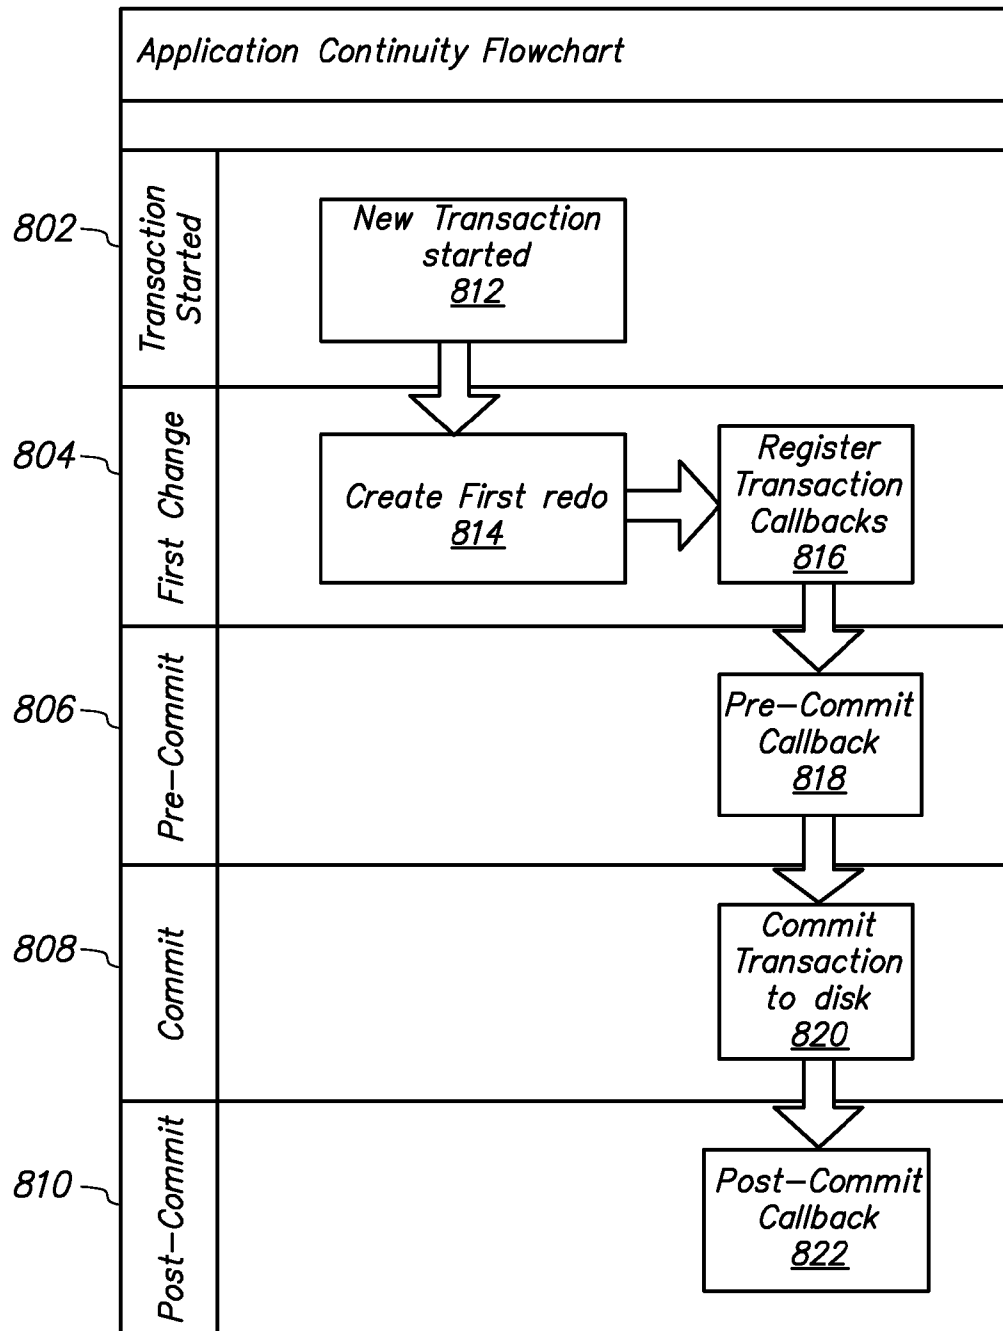 Application Continuity Flowchart
802
Transaction
Started
New Transaction
started
812
804
First Change
Create First redo
814
Register
Transaction
Callbacks
816
806
Pre-Commit
Pre-Commit
Callback
818
808
Commit
Commit
Transaction
to disk
820
810
Post-Commit
Post-Commit
Callback
822